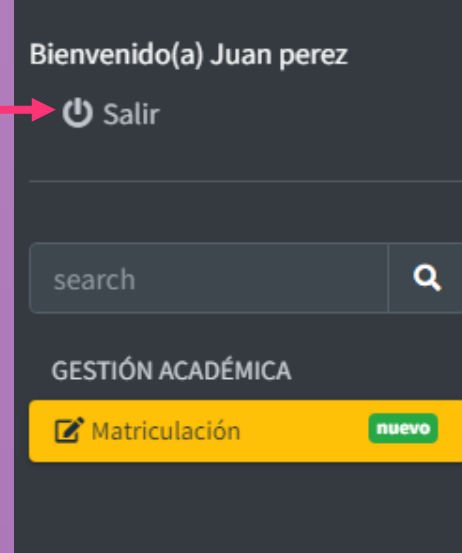 Bienvenido(a) Juan perez
Salir
search
GESTIÓN ACADÉMICA
Matriculación nuevo